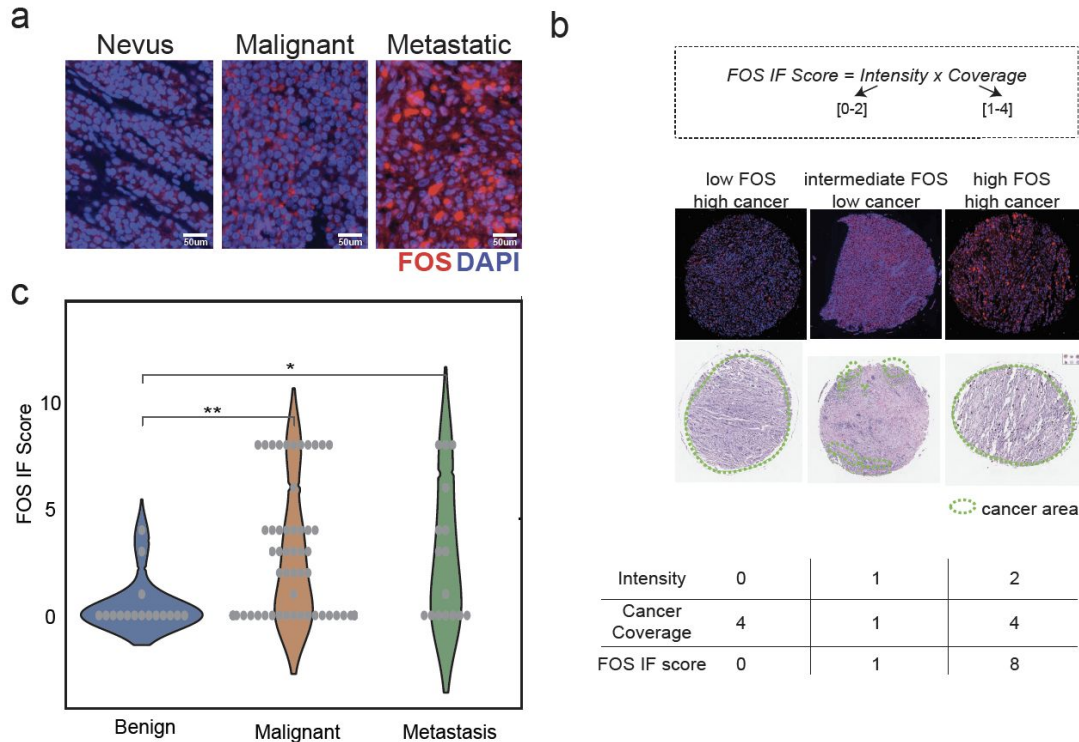 a
Nevus Malignant Metastatic
50um 50um 50um
FOS DAPI
b
FOS IF Score = Intensity x Coverage
[0-2] [1-4]
low FOS intermediate FOS high FOS
high cancer low cancer high cancer
cancer area
Intensity 0 1 2
Cancer
Coverage 4 1 4
FOS IF score 0 1 8
c
FOS IF Score
10
5
0
*
**
Benign Malignant Metastasis